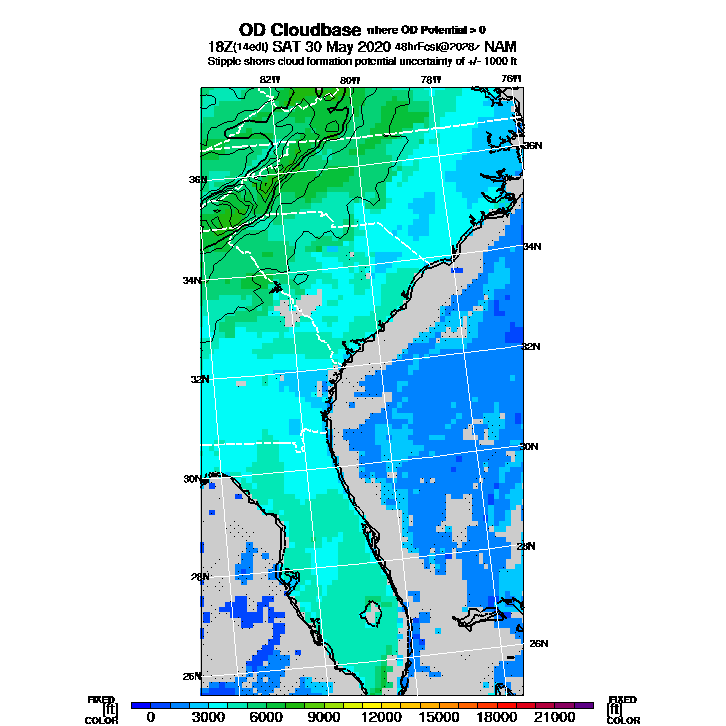 OD Cloudbase where OD Potential > 0
18Z(14edt) SAT 30 May 2020 48hrFcst@2028z NAM
Stipple shows cloud formation potential uncertainty of +/- 1000 ft
82W 80W 78W 76W
36N
36N
34N
34N
32N
32N
30N
30N
28N
28N
26N
26N
FIXED FIXED
[ft] 0 3000 6000 9000 12000 15000 18000 21000 [ft]
COLOR COLOR